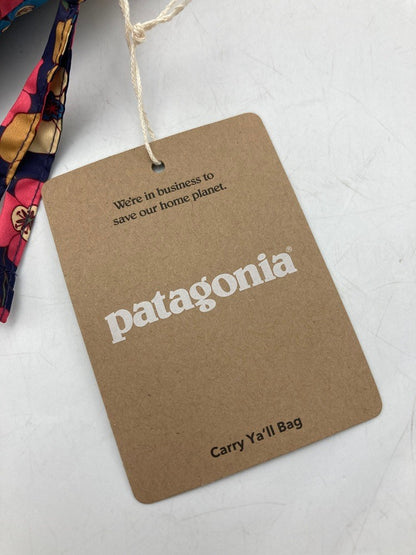 We're in business to
save our home planet.
patagonia®
Carry Ya'll Bag